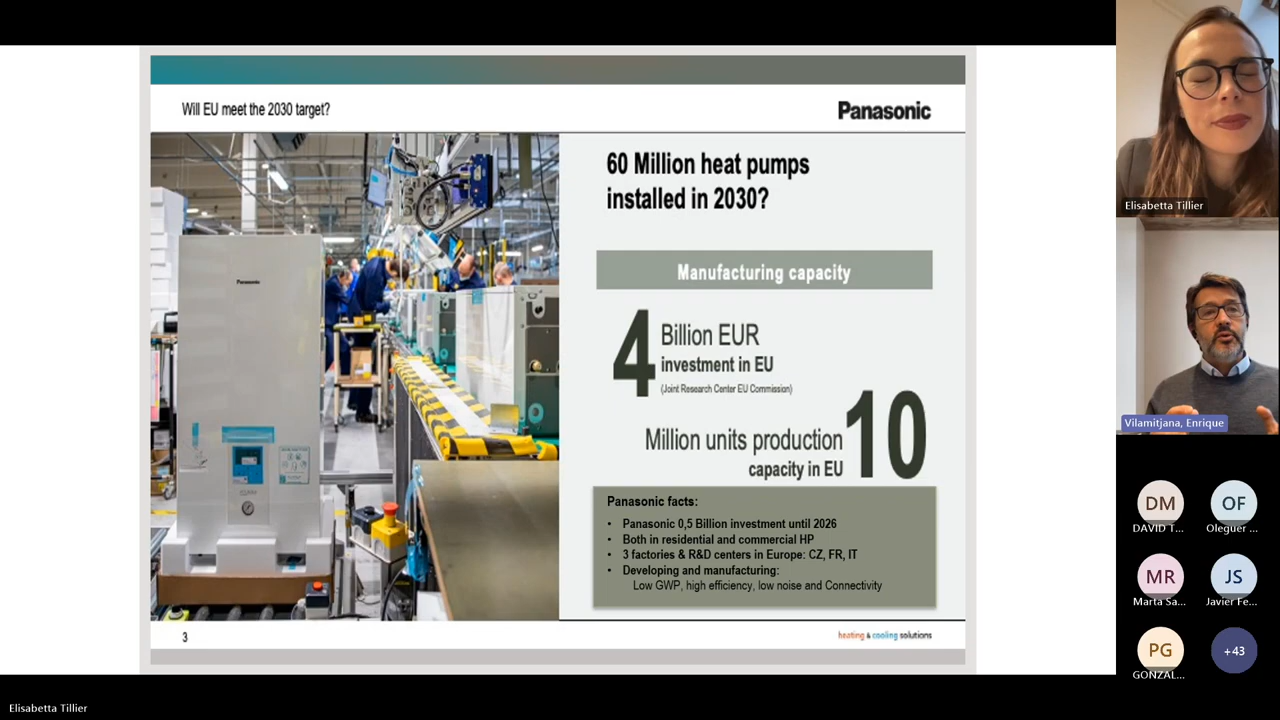 Will EU meet the 2030 target?
Panasonic
60 Million heat pumps
installed in 2030?
Manufacturing capacity
4 Billion EUR
investment in EU
(Joint Research Center EU Commission)
Million units production 10
capacity in EU
Panasonic facts:
• Panasonic 0,5 Billion investment until 2026
• Both in residential and commercial HP
• 3 factories & R&D centers in Europe: CZ, FR, IT
• Developing and manufacturing:
Low GWP, high efficiency, low noise and Connectivity
3
heating & cooling solutions
Panasonic
Elisabetta Tillier
Vilamitjana, Enrique
DM
DAVID T...
OF
Oleguer ...
MR
Marta Sa...
JS
Javier Fe...
PG
GONZAL...
+43
Elisabetta Tillier